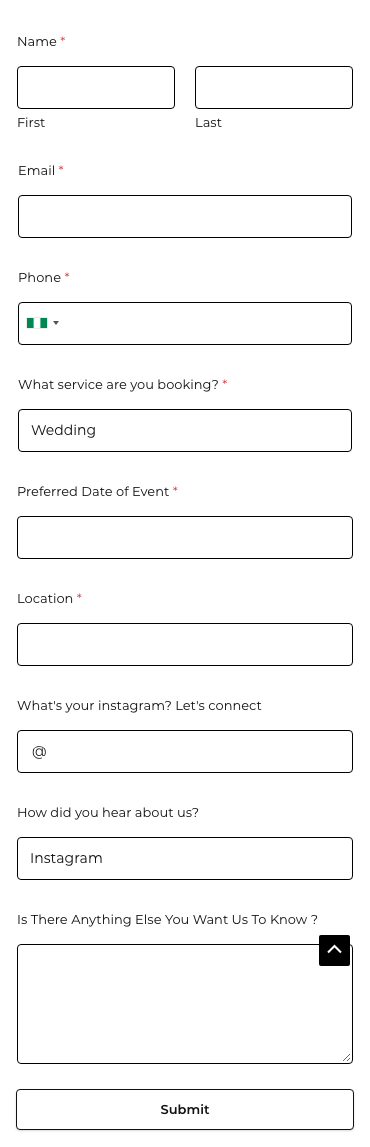 Name *
First Last
Email *
Phone *
What service are you booking? *
Wedding
Preferred Date of Event *
Location *
What's your instagram? Let's connect
@
How did you hear about us?
Instagram
Is There Anything Else You Want Us To Know ?
Submit